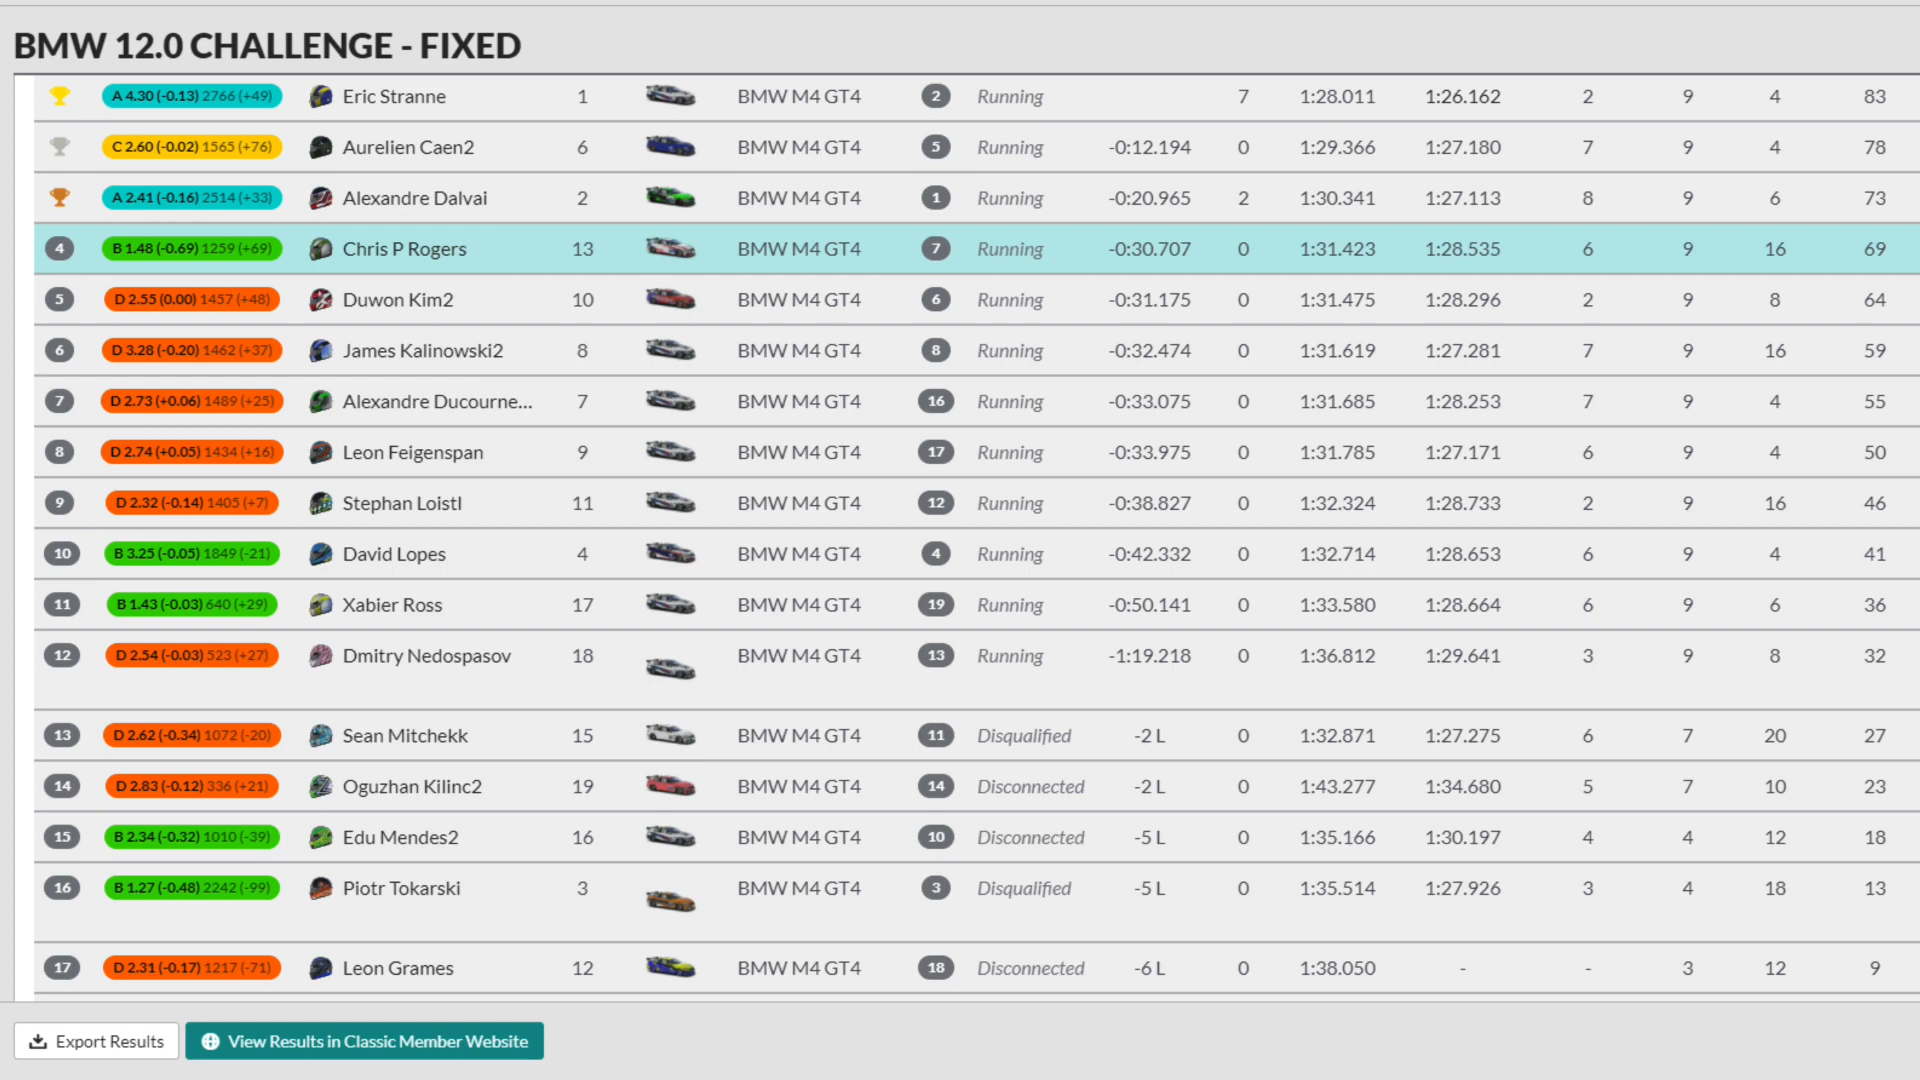 BMW 12.0 CHALLENGE - FIXED
A 4.30 (-0.13) 2766 (+49) Eric Stranne 1 BMW M4 GT4 2 Running 7 1:28.011 1:26.162 2 9 4 83
C 2.60 (-0.02) 1565 (+76) Aurelien Caen2 6 BMW M4 GT4 5 Running -0:12.194 0 1:29.366 1:27.180 7 9 4 78
A 2.41 (-0.16) 2514 (+33) Alexandre Dalvai 2 BMW M4 GT4 1 Running -0:20.965 2 1:30.341 1:27.113 8 9 6 73
4 B 1.48 (-0.69) 1259 (+69) Chris P Rogers 13 BMW M4 GT4 7 Running -0:30.707 0 1:31.423 1:28.535 6 9 16 69
5 D 2.55 (0.00) 1457 (+48) Duwon Kim2 10 BMW M4 GT4 6 Running -0:31.175 0 1:31.475 1:28.296 2 9 8 64
6 D 3.28 (-0.20) 1462 (+37) James Kalinowski2 8 BMW M4 GT4 8 Running -0:32.474 0 1:31.619 1:27.281 7 9 16 59
7 D 2.73 (+0.06) 1489 (+25) Alexandre Ducourne... 7 BMW M4 GT4 16 Running -0:33.075 0 1:31.685 1:28.253 7 9 4 55
8 D 2.74 (+0.05) 1434 (+16) Leon Feigenspan 9 BMW M4 GT4 17 Running -0:33.975 0 1:31.785 1:27.171 6 9 4 50
9 D 2.32 (-0.14) 1405 (+7) Stephan Loistl 11 BMW M4 GT4 12 Running -0:38.827 0 1:32.324 1:28.733 2 9 16 46
10 B 3.25 (-0.05) 1849 (-21) David Lopes 4 BMW M4 GT4 4 Running -0:42.332 0 1:32.714 1:28.653 6 9 4 41
11 B 1.43 (-0.03) 640 (+29) Xabier Ross 17 BMW M4 GT4 19 Running -0:50.141 0 1:33.580 1:28.664 6 9 6 36
12 D 2.54 (-0.03) 523 (+27) Dmitry Nedospasov 18 BMW M4 GT4 13 Running -1:19.218 0 1:36.812 1:29.641 3 9 8 32
13 D 2.62 (-0.34) 1072 (-20) Sean Mitchekk 15 BMW M4 GT4 11 Disqualified -2 L 0 1:32.871 1:27.275 6 7 20 27
14 D 2.83 (-0.12) 336 (+21) Oguzhan Kilinc2 19 BMW M4 GT4 14 Disconnected -2 L 0 1:43.277 1:34.680 5 7 10 23
15 B 2.34 (-0.32) 1010 (-39) Edu Mendes2 16 BMW M4 GT4 10 Disconnected -5 L 0 1:35.166 1:30.197 4 4 12 18
16 B 1.27 (-0.48) 2242 (-99) Piotr Tokarski 3 BMW M4 GT4 3 Disqualified -5 L 0 1:35.514 1:27.926 3 4 18 13
17 D 2.31 (-0.17) 1217 (-71) Leon Grames 12 BMW M4 GT4 18 Disconnected -6 L 0 1:38.050 - - 3 12 9
Export Results View Results in Classic Member Website